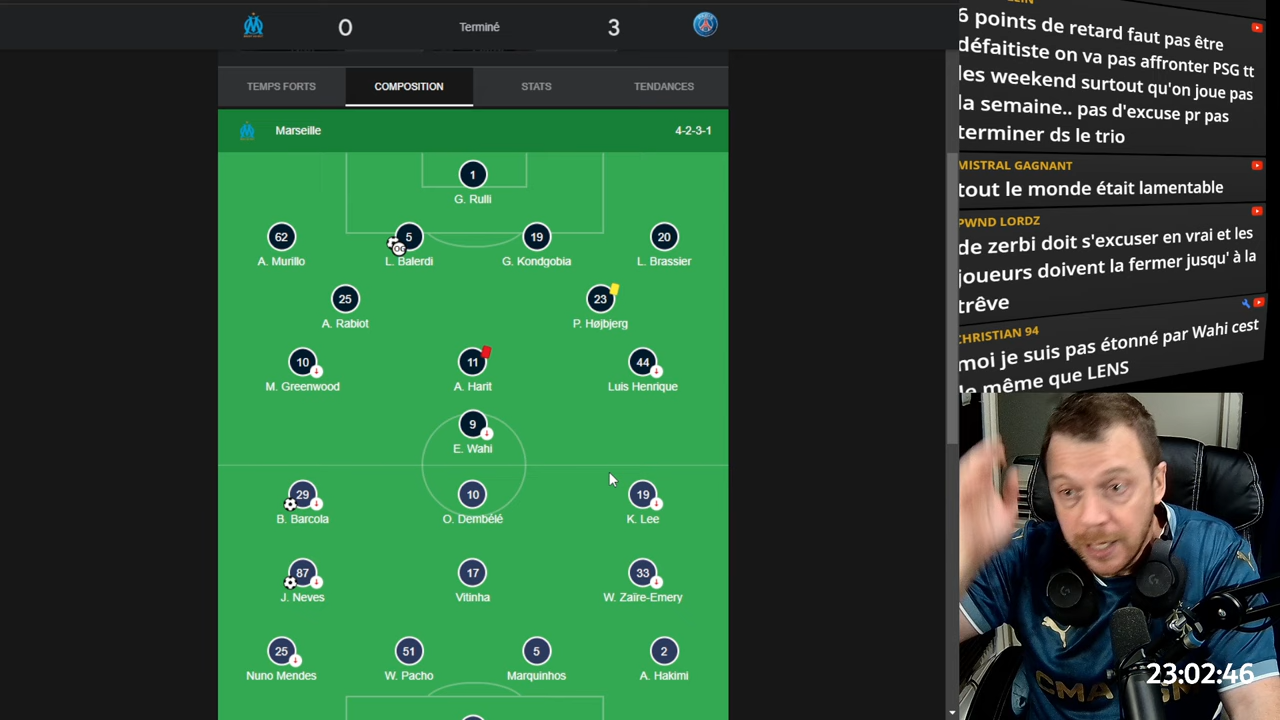 0 Terminé 3
TEMPS FORTS COMPOSITION STATS TENDANCES
Marseille 4-2-3-1
1
G. Rulli
62 5 19 20
OG
A. Murillo L. Balerdi G. Kondgobia L. Brassier
25 23
A. Rabiot P. Højbjerg
10 11 44
M. Greenwood A. Harit Luis Henrique
9
E. Wahi
29 10 19
B. Barcola O. Dembélé K. Lee
87 17 33
J. Neves Vitinha W. Zaïre-Emery
25 51 5 2
Nuno Mendes W. Pacho Marquinhos A. Hakimi
6 points de retard faut pas être
défaitiste on va pas affronter PSG tt
les weekend surtout qu'on joue pas
la semaine.. pas d'excuse pr pas
terminer ds le trio
MISTRAL GAGNANT
tout le monde était lamentable
PWND LORDZ
de zerbi doit s'excuser en vrai et les
joueurs doivent la fermer jusqu' à la
trêve
CHRISTIAN 94
moi je suis pas étonné par Wahi cest
le même que LENS
CMA
23:02:46